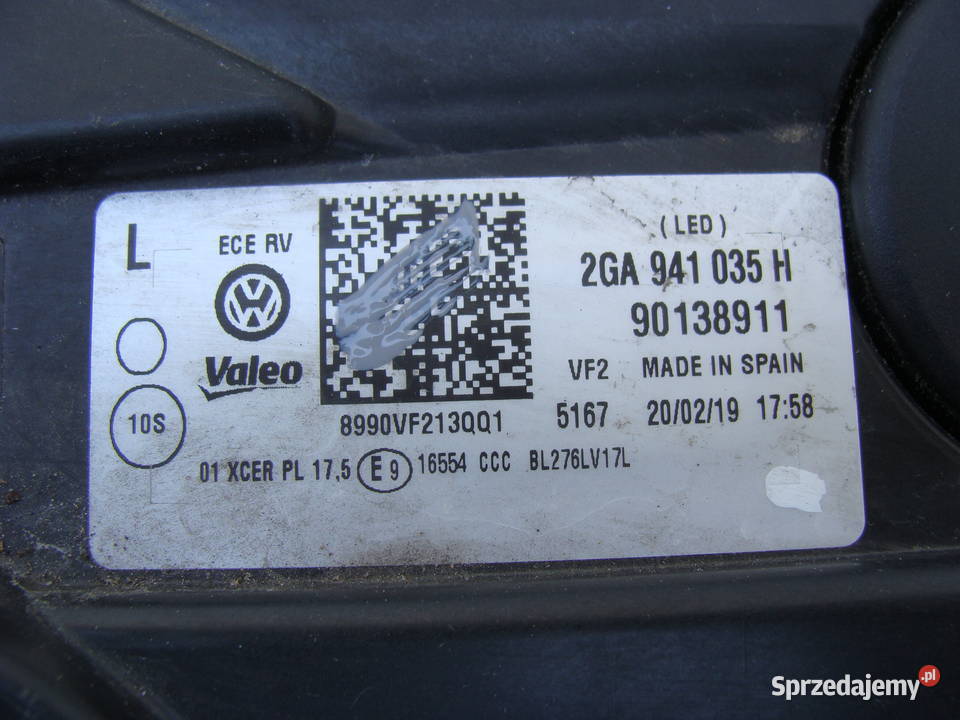 L
ECE RV
(LED)
2GA 941 035 H
90138911
Valeo
VF2 MADE IN SPAIN
10S
8990VF213QQ1
5167 20/02/19 17:58
01 XCER PL 17,5 E9 16554 CCC BL276LV17L
Sprzedajemy.pl